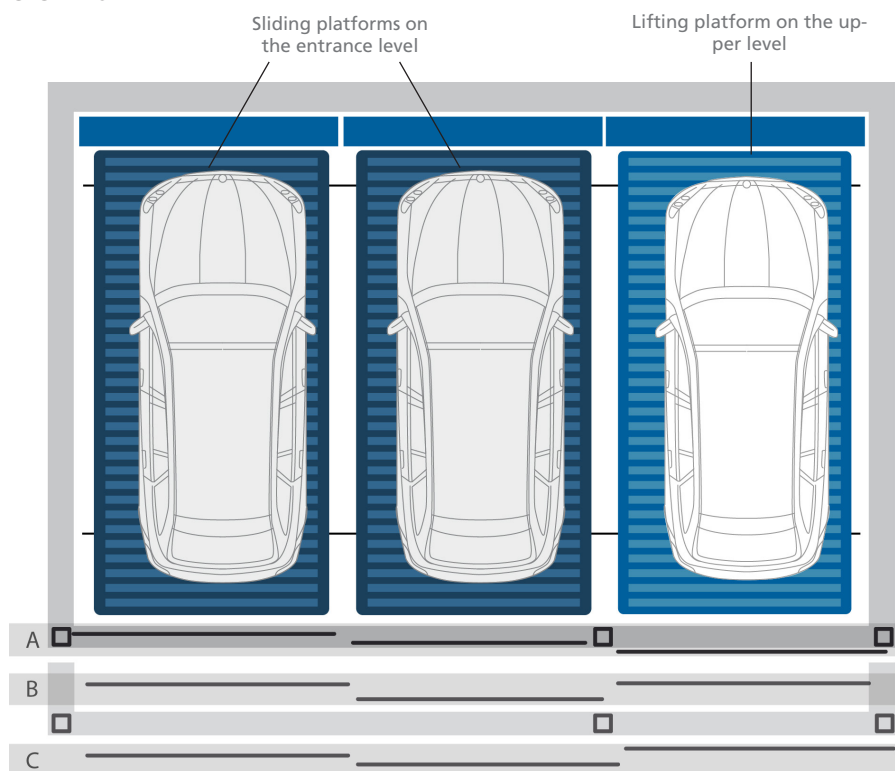 Sliding platforms on
the entrance level
Lifting platform on the up-
per level
A
B
C